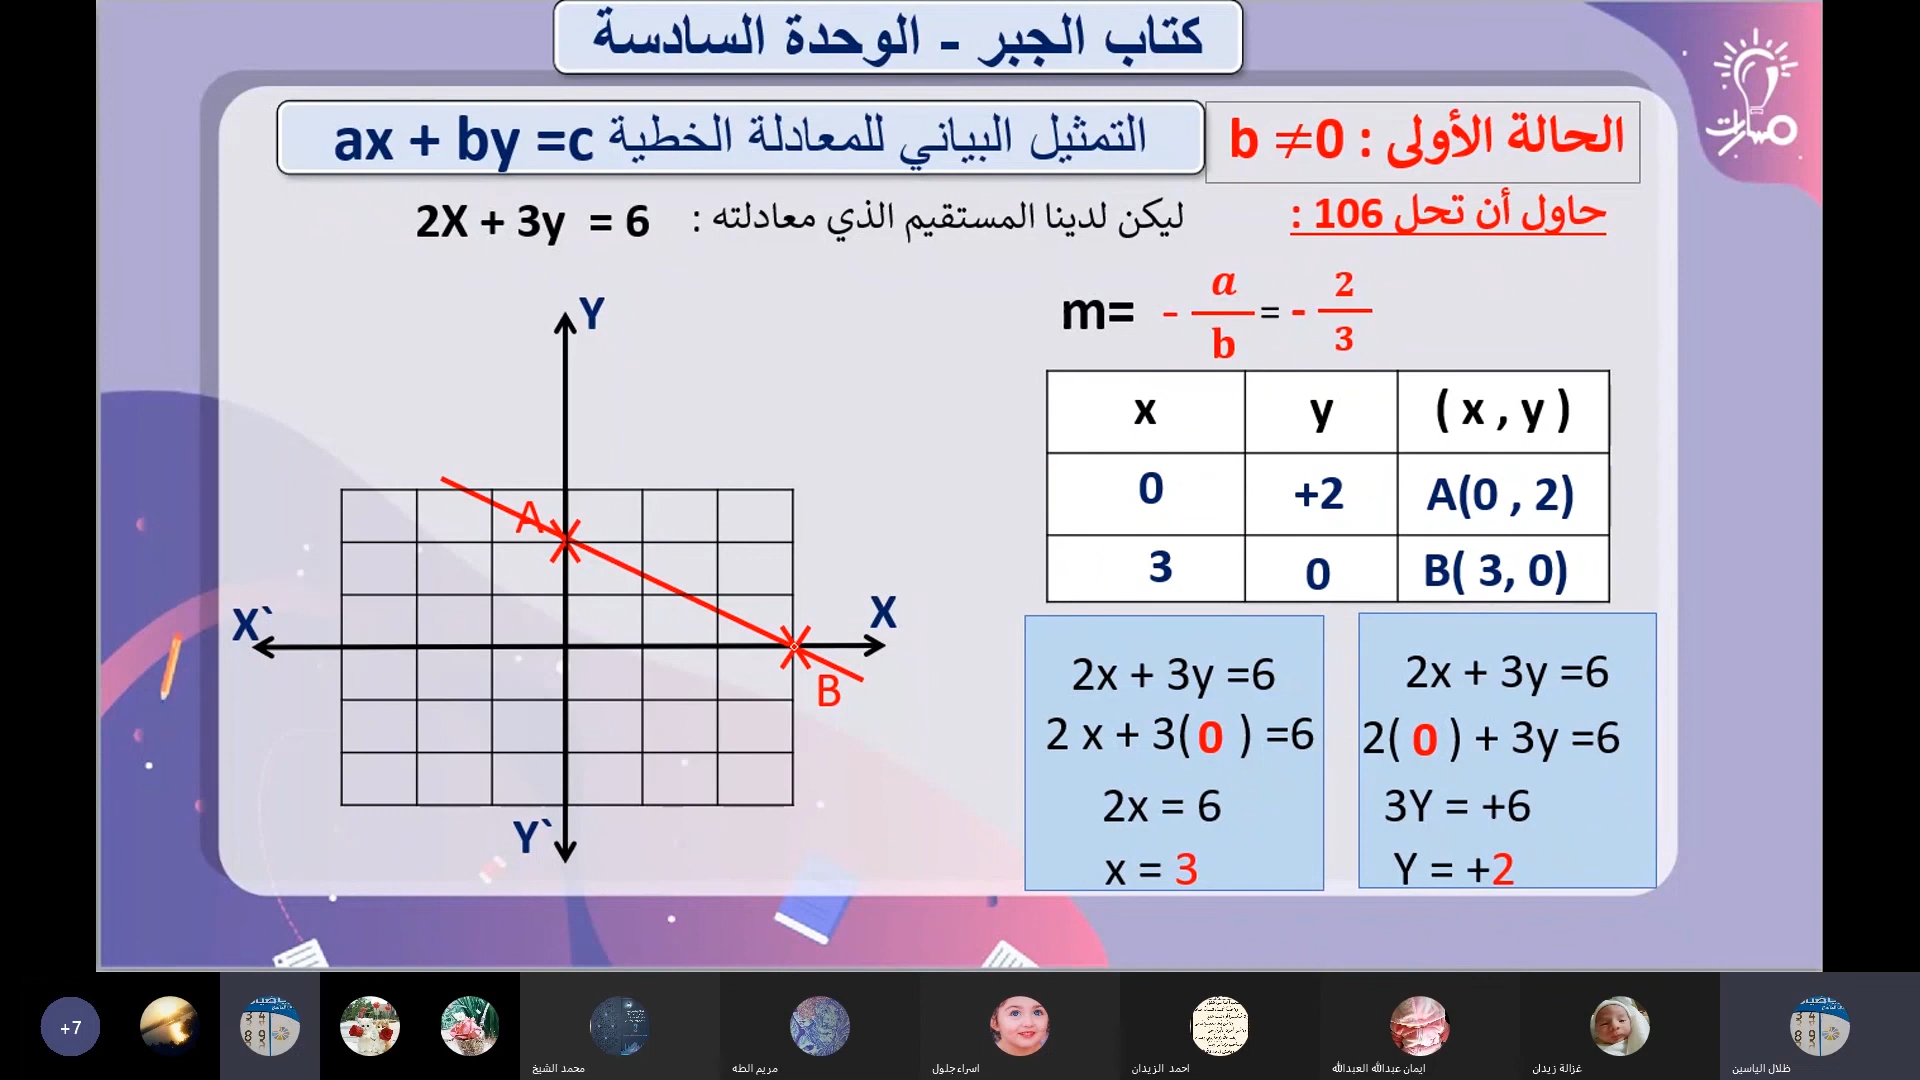 كتاب الجبر - الوحدة السادسة
مسارات
الحالة الأولى : b ≠0
التمثيل البياني للمعادلة الخطية ax + by =c
حاول أن تحل 106 :
ليكن لدينا المستقيم الذي معادلته : 2X + 3y = 6
m= - a/b = - 2/3
x y ( x , y )
0 +2 A(0 , 2)
3 0 B( 3, 0)
Y
A
X`
X
B
Y`
2x + 3y =6
2 x + 3( 0 ) =6
2x = 6
x = 3
2x + 3y =6
2( 0 ) + 3y =6
3Y = +6
Y = +2
+7
محمد الشيخ
مريم الطه
اسراء جلول
احمد الزيدان
ايمان عبدالله العبدالله
غزالة زيدان
ظلال الياسين